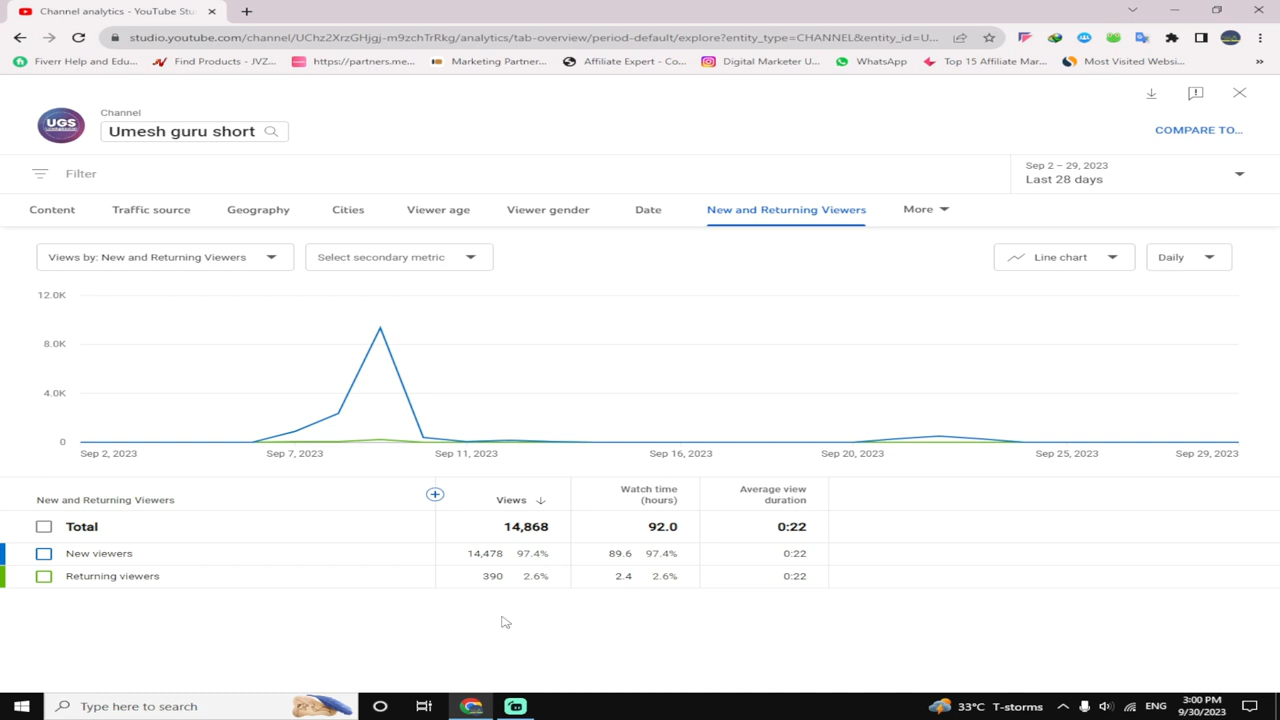 Channel analytics - YouTube Stu
studio.youtube.com/channel/UChz2XrzGHjgj-m9zchTrRkg/analytics/tab-overview/period-default/explore?entity_type=CHANNEL&entity_id=U...
Fiverr Help and Edu... Find Products - JVZ... https://partners.me... Marketing Partner... Affiliate Expert - Co... Digital Marketer U... WhatsApp Top 15 Affiliate Mar... Most Visited Websi... »
UGS
Channel
Umesh guru short
COMPARE TO...
Filter
Sep 2 – 29, 2023
Last 28 days
Content Traffic source Geography Cities Viewer age Viewer gender Date New and Returning Viewers More
Views by: New and Returning Viewers Select secondary metric Line chart Daily
12.0K
8.0K
4.0K
0
Sep 2, 2023 Sep 7, 2023 Sep 11, 2023 Sep 16, 2023 Sep 20, 2023 Sep 25, 2023 Sep 29, 2023
New and Returning Viewers Views Watch time (hours) Average view duration
Total 14,868 92.0 0:22
New viewers 14,478 97.4% 89.6 97.4% 0:22
Returning viewers 390 2.6% 2.4 2.6% 0:22
Type here to search
33°C T-storms
ENG
3:00 PM
9/30/2023